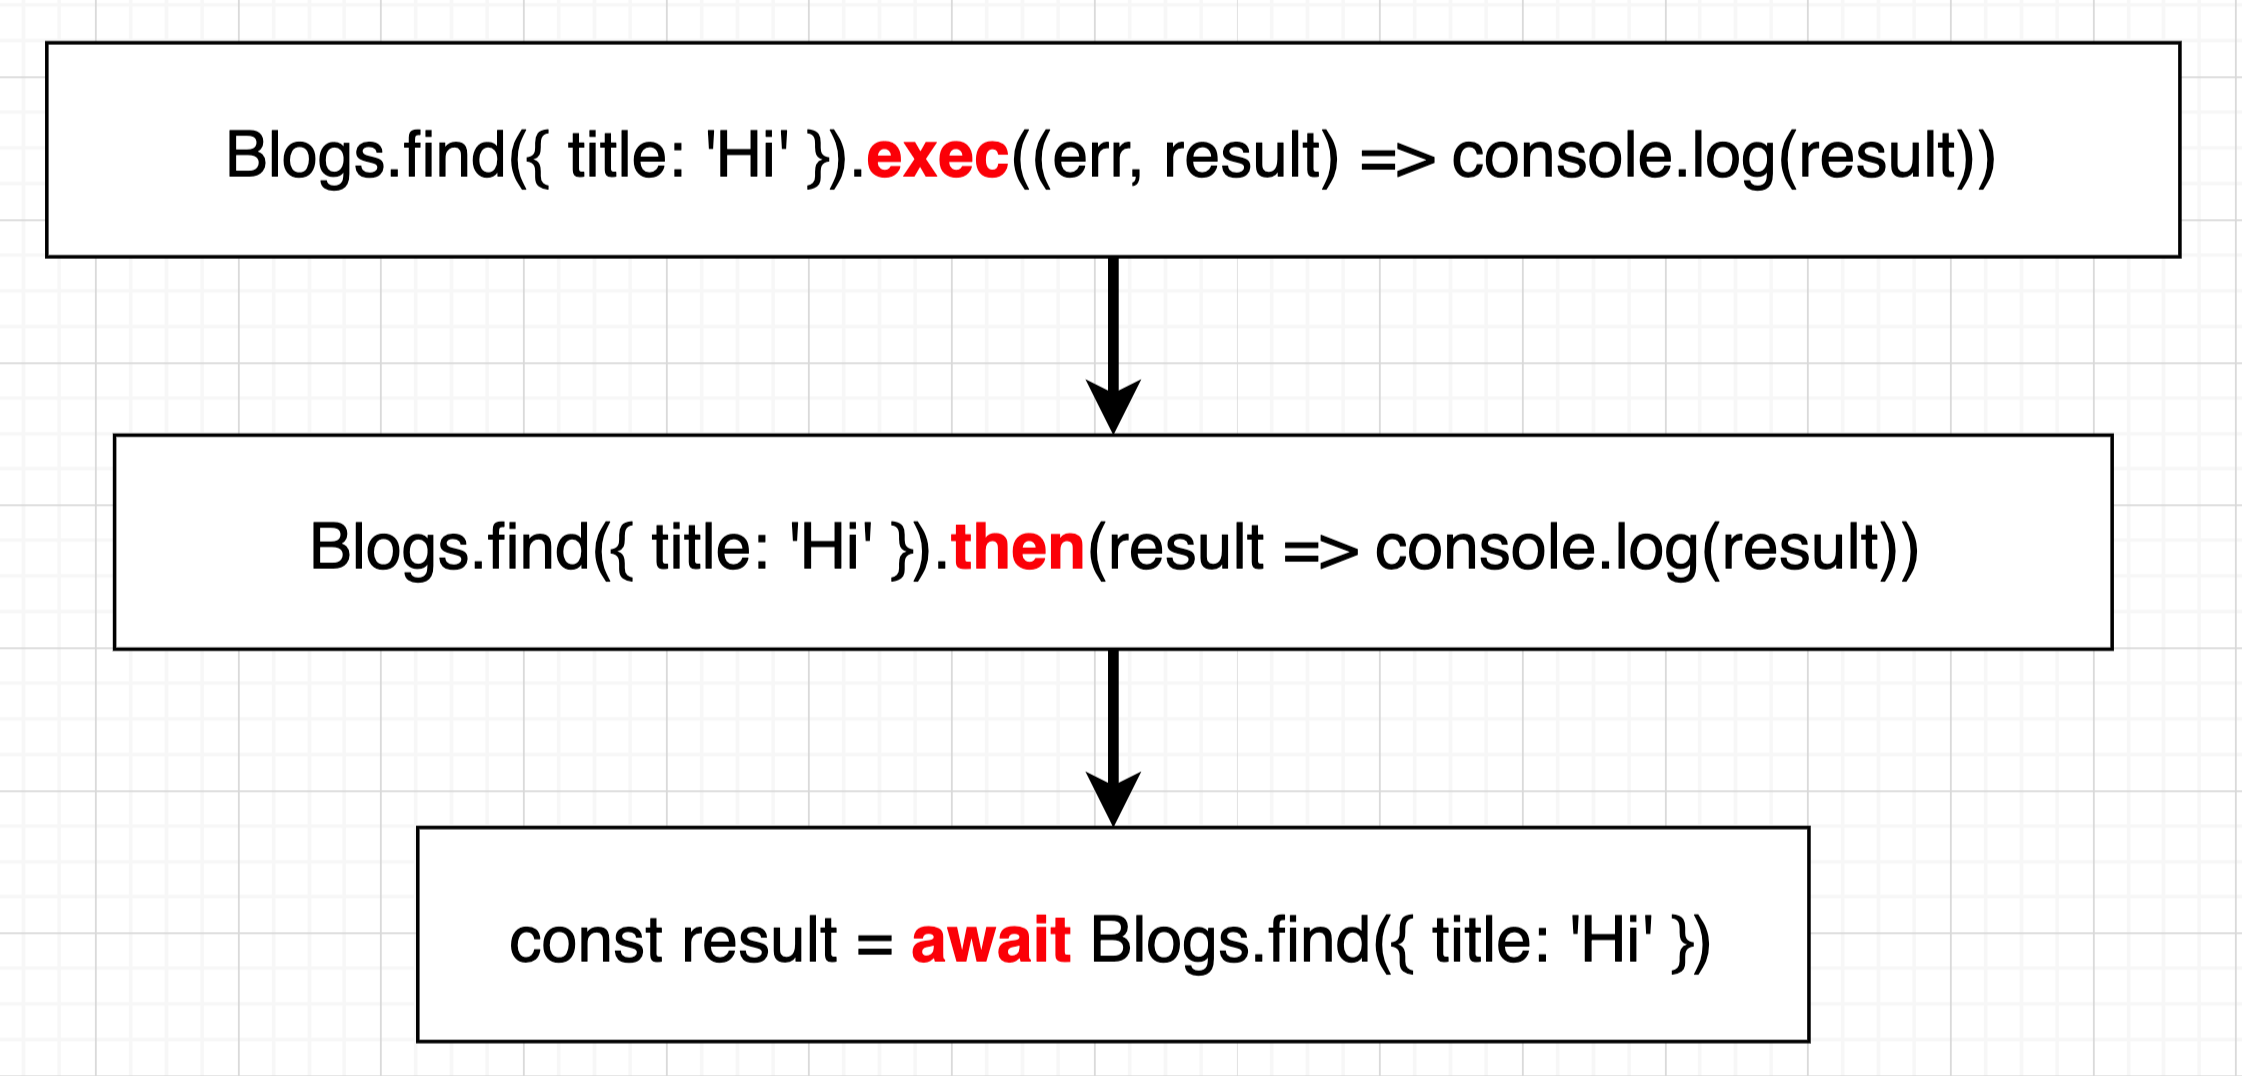 Blogs.find({ title: 'Hi' }).exec((err, result) => console.log(result))
Blogs.find({ title: 'Hi' }).then(result => console.log(result))
const result = await Blogs.find({ title: 'Hi' })